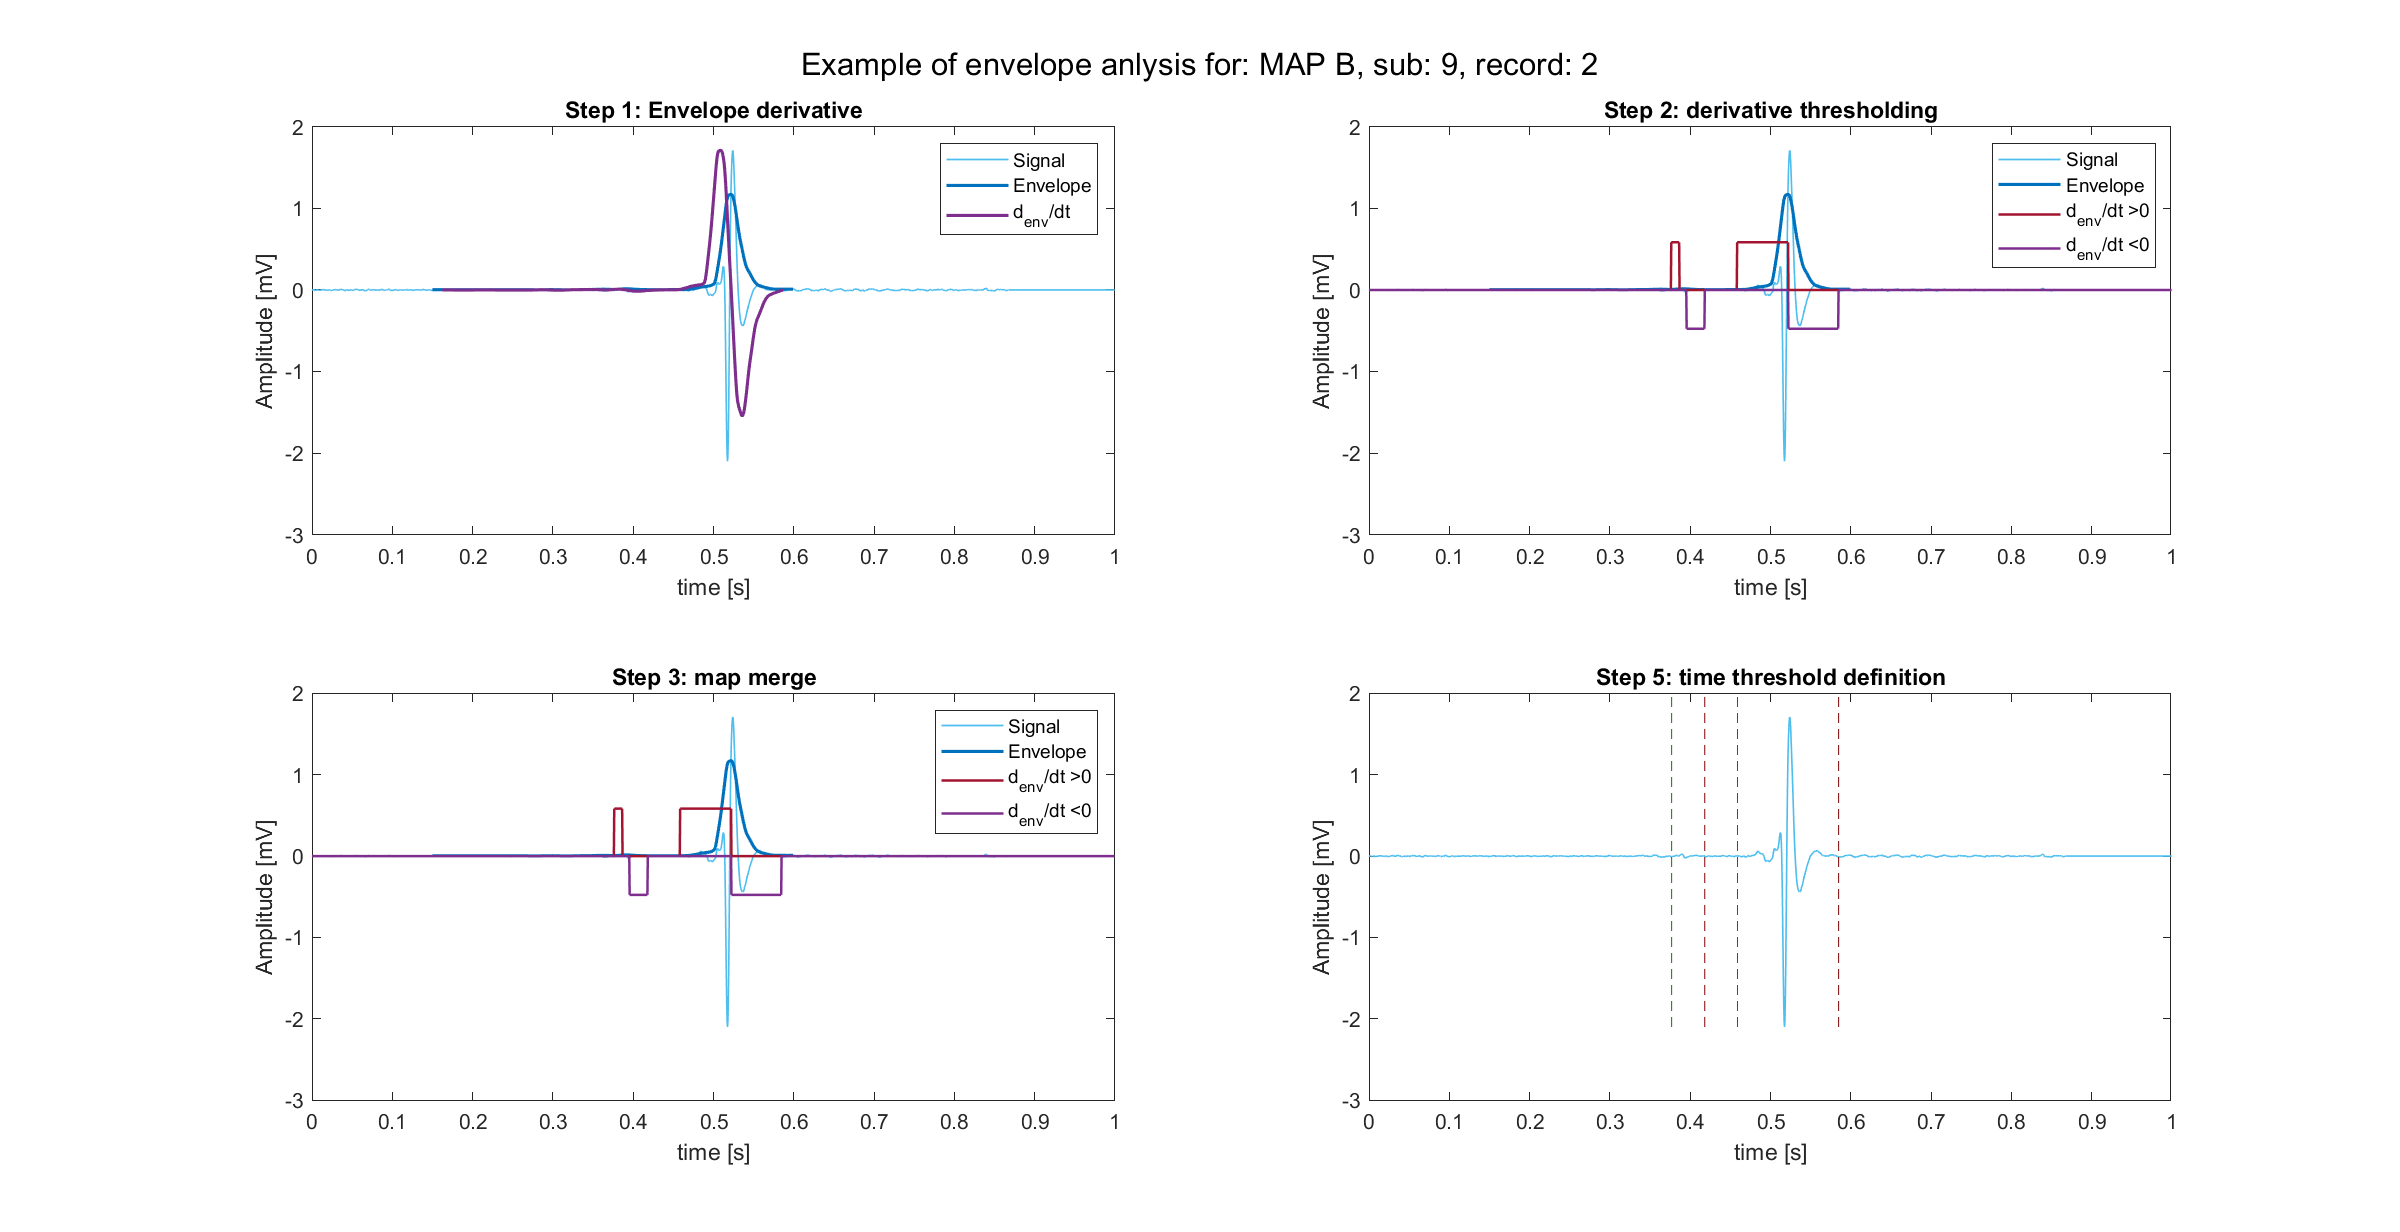 Example of envelope anlysis for: MAP B, sub: 9, record: 2
Step 1: Envelope derivative
2
1
0
-1
-2
-3
Amplitude [mV]
0 0.1 0.2 0.3 0.4 0.5 0.6 0.7 0.8 0.9 1
time [s]
Signal
Envelope
d_env/dt
Step 2: derivative thresholding
2
1
0
-1
-2
-3
Amplitude [mV]
0 0.1 0.2 0.3 0.4 0.5 0.6 0.7 0.8 0.9 1
time [s]
Signal
Envelope
d_env/dt >0
d_env/dt <0
Step 3: map merge
2
1
0
-1
-2
-3
Amplitude [mV]
0 0.1 0.2 0.3 0.4 0.5 0.6 0.7 0.8 0.9 1
time [s]
Signal
Envelope
d_env/dt >0
d_env/dt <0
Step 5: time threshold definition
2
1
0
-1
-2
-3
Amplitude [mV]
0 0.1 0.2 0.3 0.4 0.5 0.6 0.7 0.8 0.9 1
time [s]